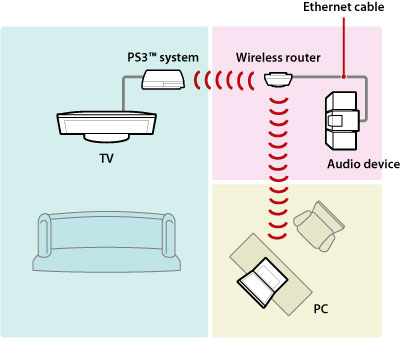 Ethernet cable
PS3™ system
Wireless router
TV
Audio device
PC